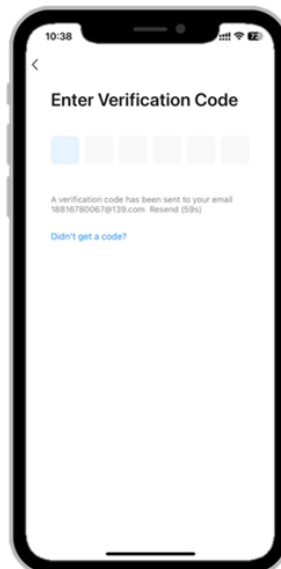 10:38
73
Enter Verification Code
A verification code has been sent to your email
18816780067@139.com Resend (59s)
Didn't get a code?